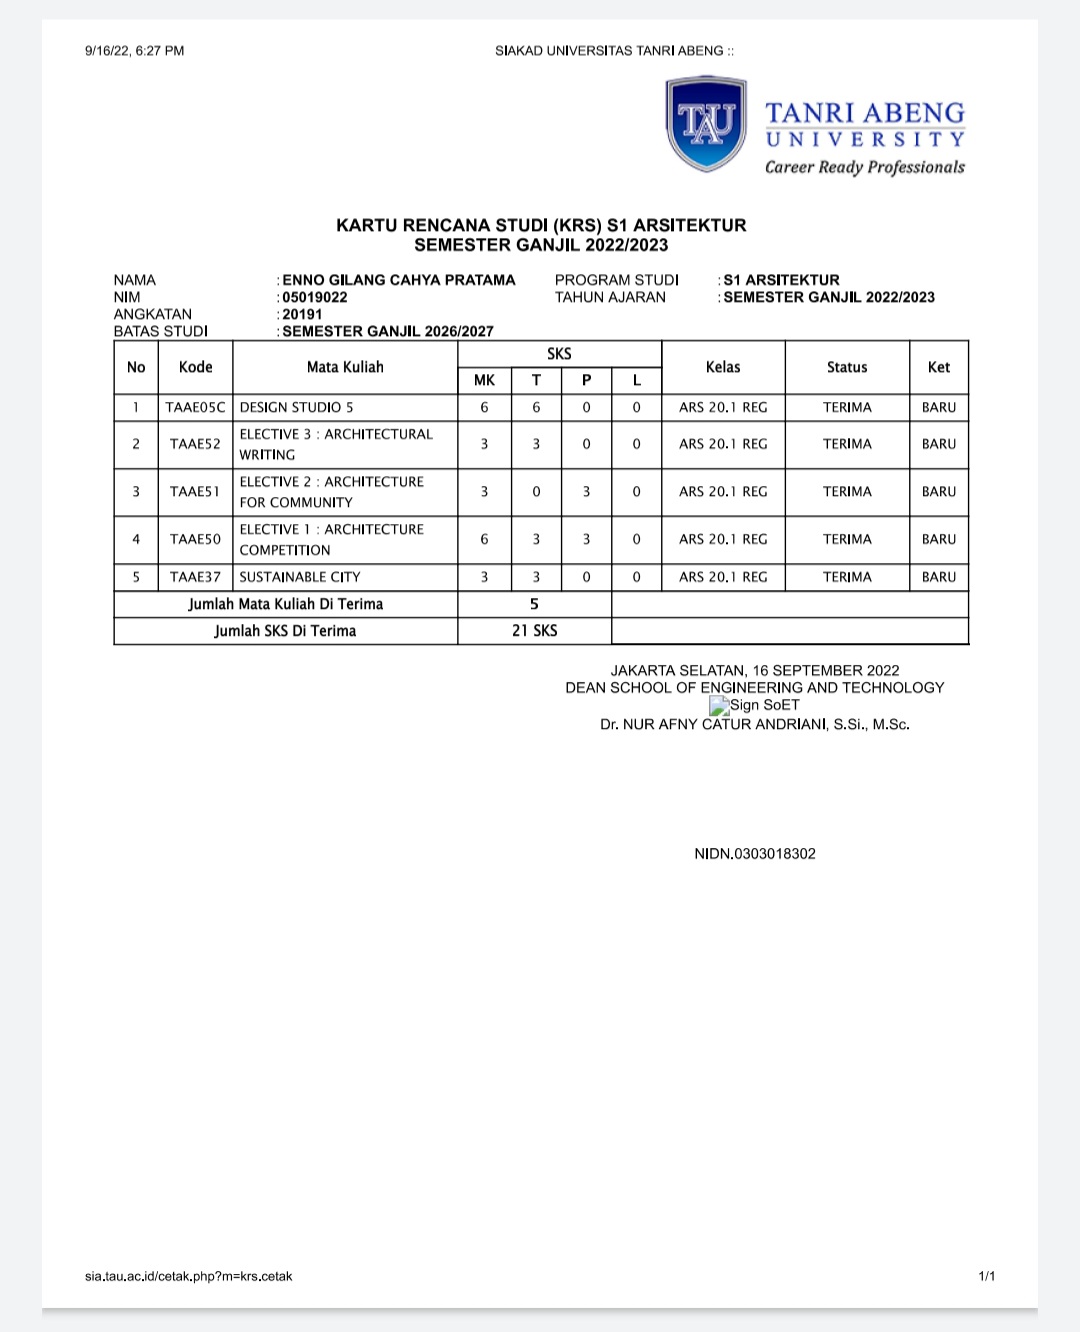 9/16/22, 6:27 PM
SIAKAD UNIVERSITAS TANRI ABENG ::
TAU
TANRI ABENG
UNIVERSITY
Career Ready Professionals
KARTU RENCANA STUDI (KRS) S1 ARSITEKTUR
SEMESTER GANJIL 2022/2023
NAMA : ENNO GILANG CAHYA PRATAMA PROGRAM STUDI : S1 ARSITEKTUR
NIM : 05019022 TAHUN AJARAN : SEMESTER GANJIL 2022/2023
ANGKATAN : 20191
BATAS STUDI : SEMESTER GANJIL 2026/2027
No Kode Mata Kuliah SKS Kelas Status Ket
MK T P L
1 TAAE05C DESIGN STUDIO 5 6 6 0 0 ARS 20.1 REG TERIMA BARU
2 TAAE52 ELECTIVE 3 : ARCHITECTURAL
WRITING 3 3 0 0 ARS 20.1 REG TERIMA BARU
3 TAAE51 ELECTIVE 2 : ARCHITECTURE
FOR COMMUNITY 3 0 3 0 ARS 20.1 REG TERIMA BARU
4 TAAE50 ELECTIVE 1 : ARCHITECTURE
COMPETITION 6 3 3 0 ARS 20.1 REG TERIMA BARU
5 TAAE37 SUSTAINABLE CITY 3 3 0 0 ARS 20.1 REG TERIMA BARU
Jumlah Mata Kuliah Di Terima 5
Jumlah SKS Di Terima 21 SKS
JAKARTA SELATAN, 16 SEPTEMBER 2022
DEAN SCHOOL OF ENGINEERING AND TECHNOLOGY
Sign SoET
Dr. NUR AFNY CATUR ANDRIANI, S.Si., M.Sc.
NIDN.0303018302
sia.tau.ac.id/cetak.php?m=krs.cetak
1/1